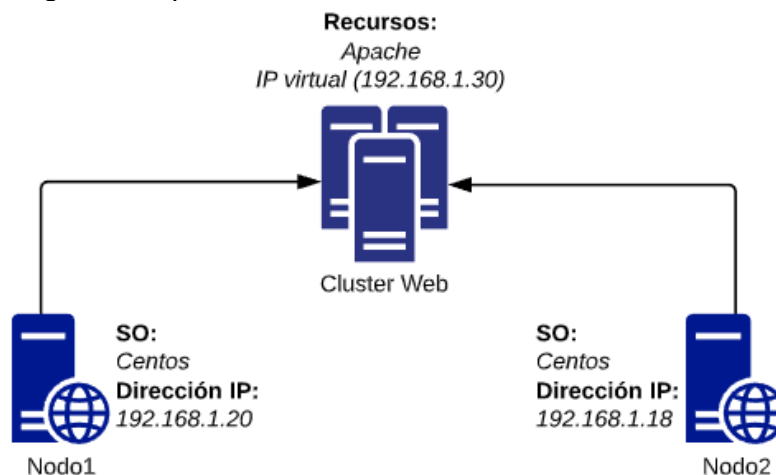 Recursos:
Apache
IP virtual (192.168.1.30)
Cluster Web
SO:
Centos
Dirección IP:
192.168.1.20
Nodo1
SO:
Centos
Dirección IP:
192.168.1.18
Nodo2